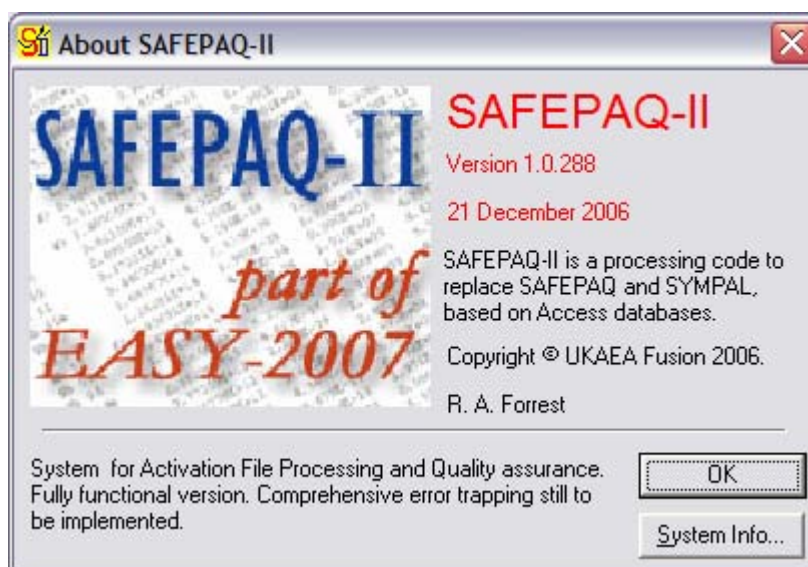 About SAFEPAQ-II
SAFEPAQ-II
part of
EASY-2007
SAFEPAQ-II
Version 1.0.288
21 December 2006
SAFEPAQ-II is a processing code to
replace SAFEPAQ and SYMPAL,
based on Access databases.
Copyright © UKAEA Fusion 2006.
R. A. Forrest
System for Activation File Processing and Quality assurance.
Fully functional version. Comprehensive error trapping still to
be implemented.
OK
System Info...